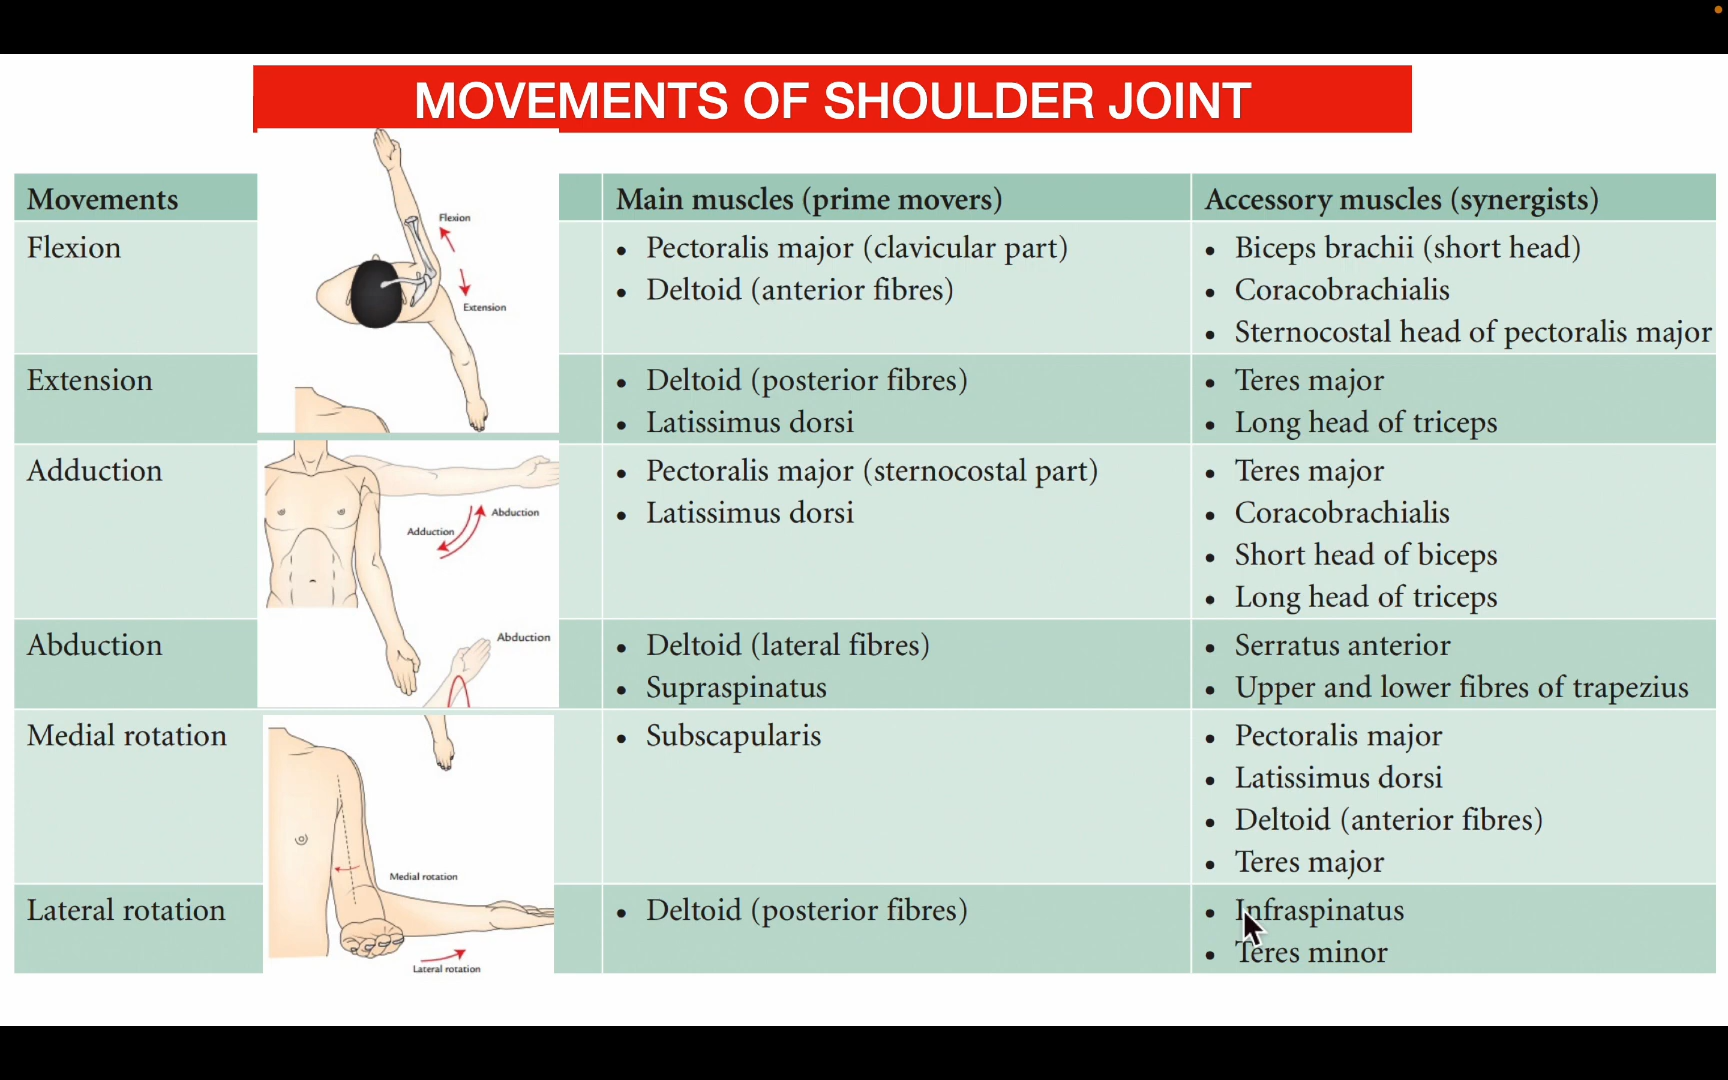 MOVEMENTS OF SHOULDER JOINT
Movements
Main muscles (prime movers)
Accessory muscles (synergists)
Flexion
• Pectoralis major (clavicular part)
• Deltoid (anterior fibres)
• Biceps brachii (short head)
• Coracobrachialis
• Sternocostal head of pectoralis major
Flexion
Extension
Extension
• Deltoid (posterior fibres)
• Latissimus dorsi
• Teres major
• Long head of triceps
Adduction
• Pectoralis major (sternocostal part)
• Latissimus dorsi
• Teres major
• Coracobrachialis
• Short head of biceps
• Long head of triceps
Abduction
Adduction
Abduction
Abduction
• Deltoid (lateral fibres)
• Supraspinatus
• Serratus anterior
• Upper and lower fibres of trapezius
Medial rotation
• Subscapularis
• Pectoralis major
• Latissimus dorsi
• Deltoid (anterior fibres)
• Teres major
Medial rotation
Lateral rotation
• Deltoid (posterior fibres)
• Infraspinatus
• Teres minor
Lateral rotation